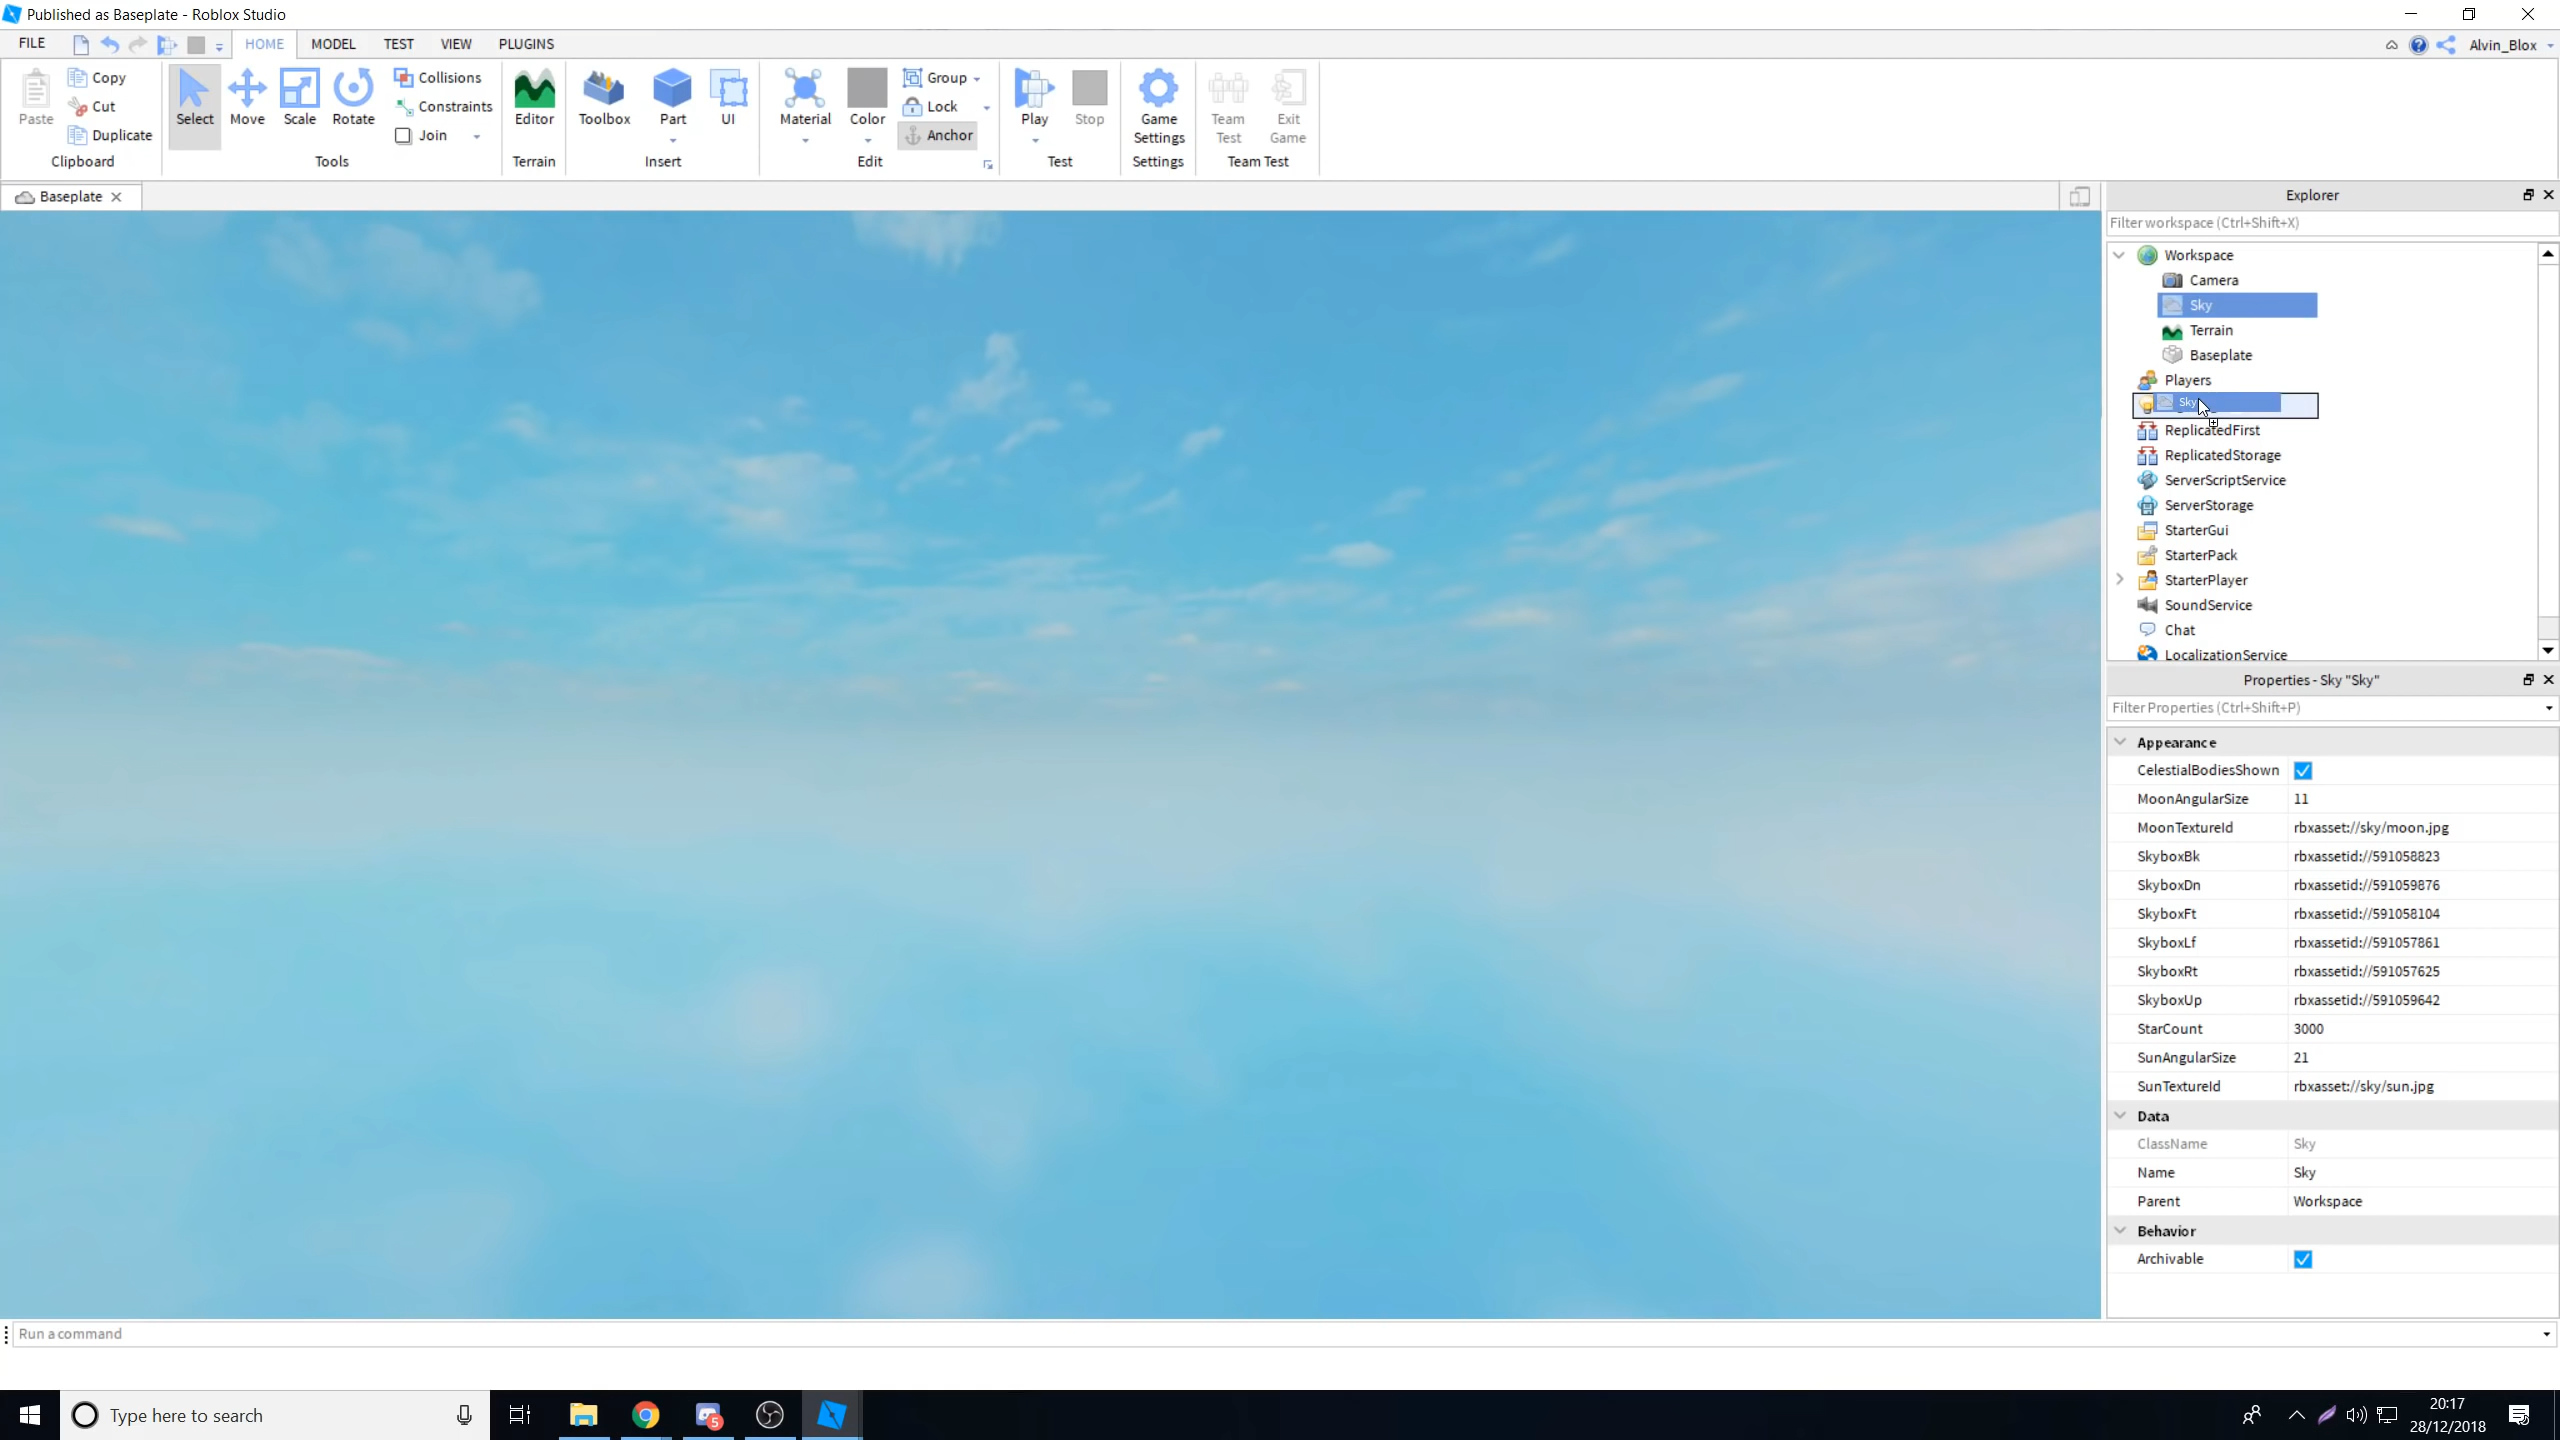 Published as Baseplate - Roblox Studio
FILE HOME MODEL TEST VIEW PLUGINS Alvin_Blox
Paste Copy Cut Duplicate
Clipboard
Select Move Scale Rotate Collisions Constraints Join
Tools
Editor
Terrain
Toolbox Part UI
Insert
Material Color Group Lock Anchor
Edit
Play Stop
Test
Game Settings
Settings
Team Test Exit Game
Team Test
Baseplate
Explorer
Filter workspace (Ctrl+Shift+X)
Workspace
Camera
Sky
Terrain
Baseplate
Players
Sky
ReplicatedFirst
ReplicatedStorage
ServerScriptService
ServerStorage
StarterGui
StarterPack
StarterPlayer
SoundService
Chat
LocalizationService
Properties - Sky "Sky"
Filter Properties (Ctrl+Shift+P)
Appearance
CelestialBodiesShown
MoonAngularSize 11
MoonTextureId rbxasset://sky/moon.jpg
SkyboxBk rbxassetid://591058823
SkyboxDn rbxassetid://591059876
SkyboxFt rbxassetid://591058104
SkyboxLf rbxassetid://591057861
SkyboxRt rbxassetid://591057625
SkyboxUp rbxassetid://591059642
StarCount 3000
SunAngularSize 21
SunTextureId rbxasset://sky/sun.jpg
Data
ClassName Sky
Name Sky
Parent Workspace
Behavior
Archivable
Run a command
Type here to search
5
20:17
28/12/2018